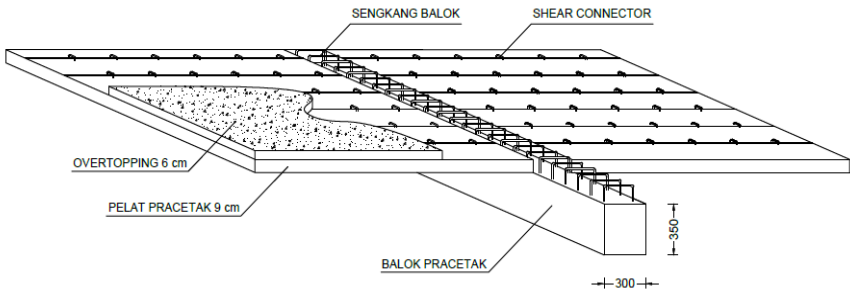 SENGKANG BALOK
SHEAR CONNECTOR
OVERTOPPING 6 cm
PELAT PRACETAK 9 cm
BALOK PRACETAK
350
300